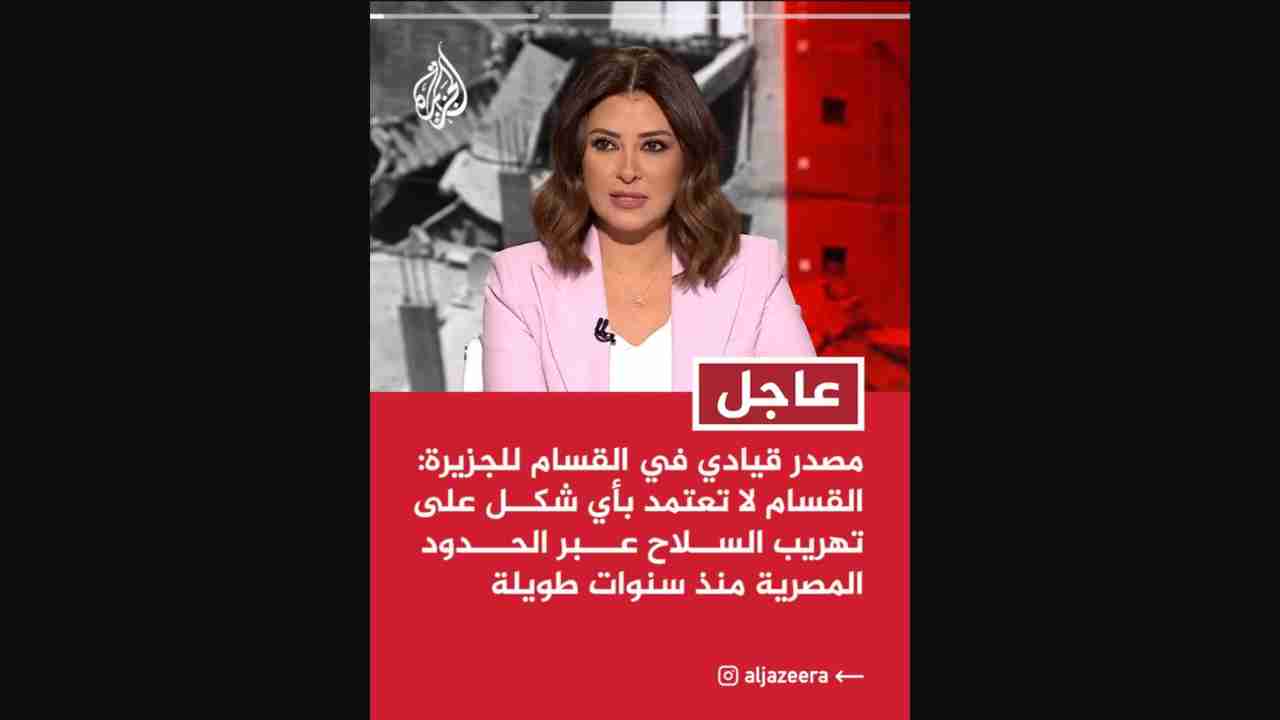 الجزيرة
عاجل
مصدر قيادي في القسام للجزيرة:
القسام لا تعتمد بأي شكل على
تهريب السلاح عبر الحدود
المصرية منذ سنوات طويلة
aljazeera